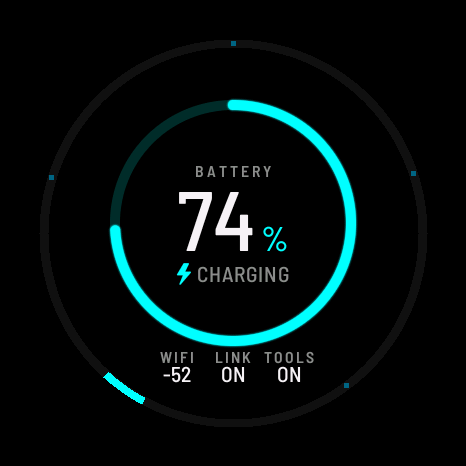 BATTERY
74 %
CHARGING
WIFI LINK TOOLS
-52 ON ON